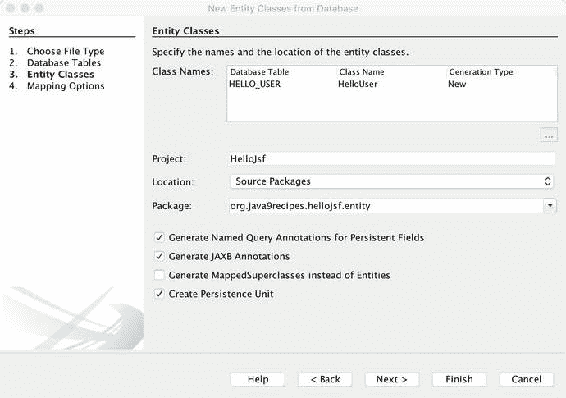 New Entity Classes from Database
Steps
1. Choose File Type
2. Database Tables
3. Entity Classes
4. Mapping Options
Entity Classes
Specify the names and the location of the entity classes.
Class Names:
Database Table Class Name Generation Type
HELLO_USER HelloUser New
...
Project: HelloJsf
Location: Source Packages
Package: org.java9recipes.hellojsf.entity
Generate Named Query Annotations for Persistent Fields
Generate JAXB Annotations
Generate MappedSuperclasses instead of Entities
Create Persistence Unit
Help < Back Next > Finish Cancel